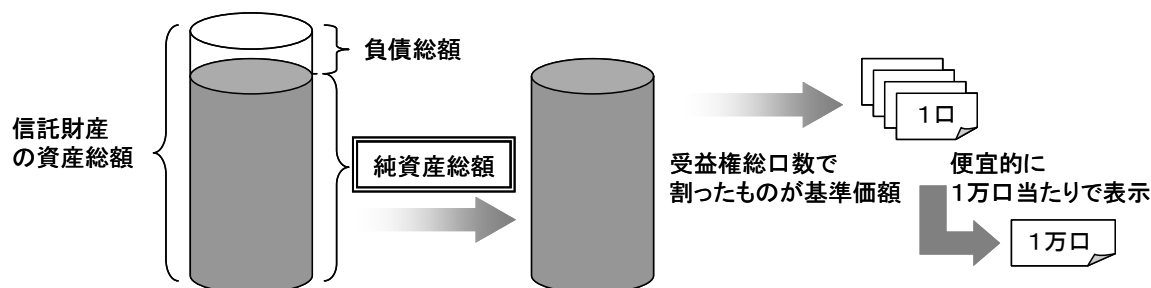 負債総額
信託財産
の資産総額
純資産総額
受益権総口数で
割ったものが基準価額
1口
便宜的に
1万口当たりで表示
1万口